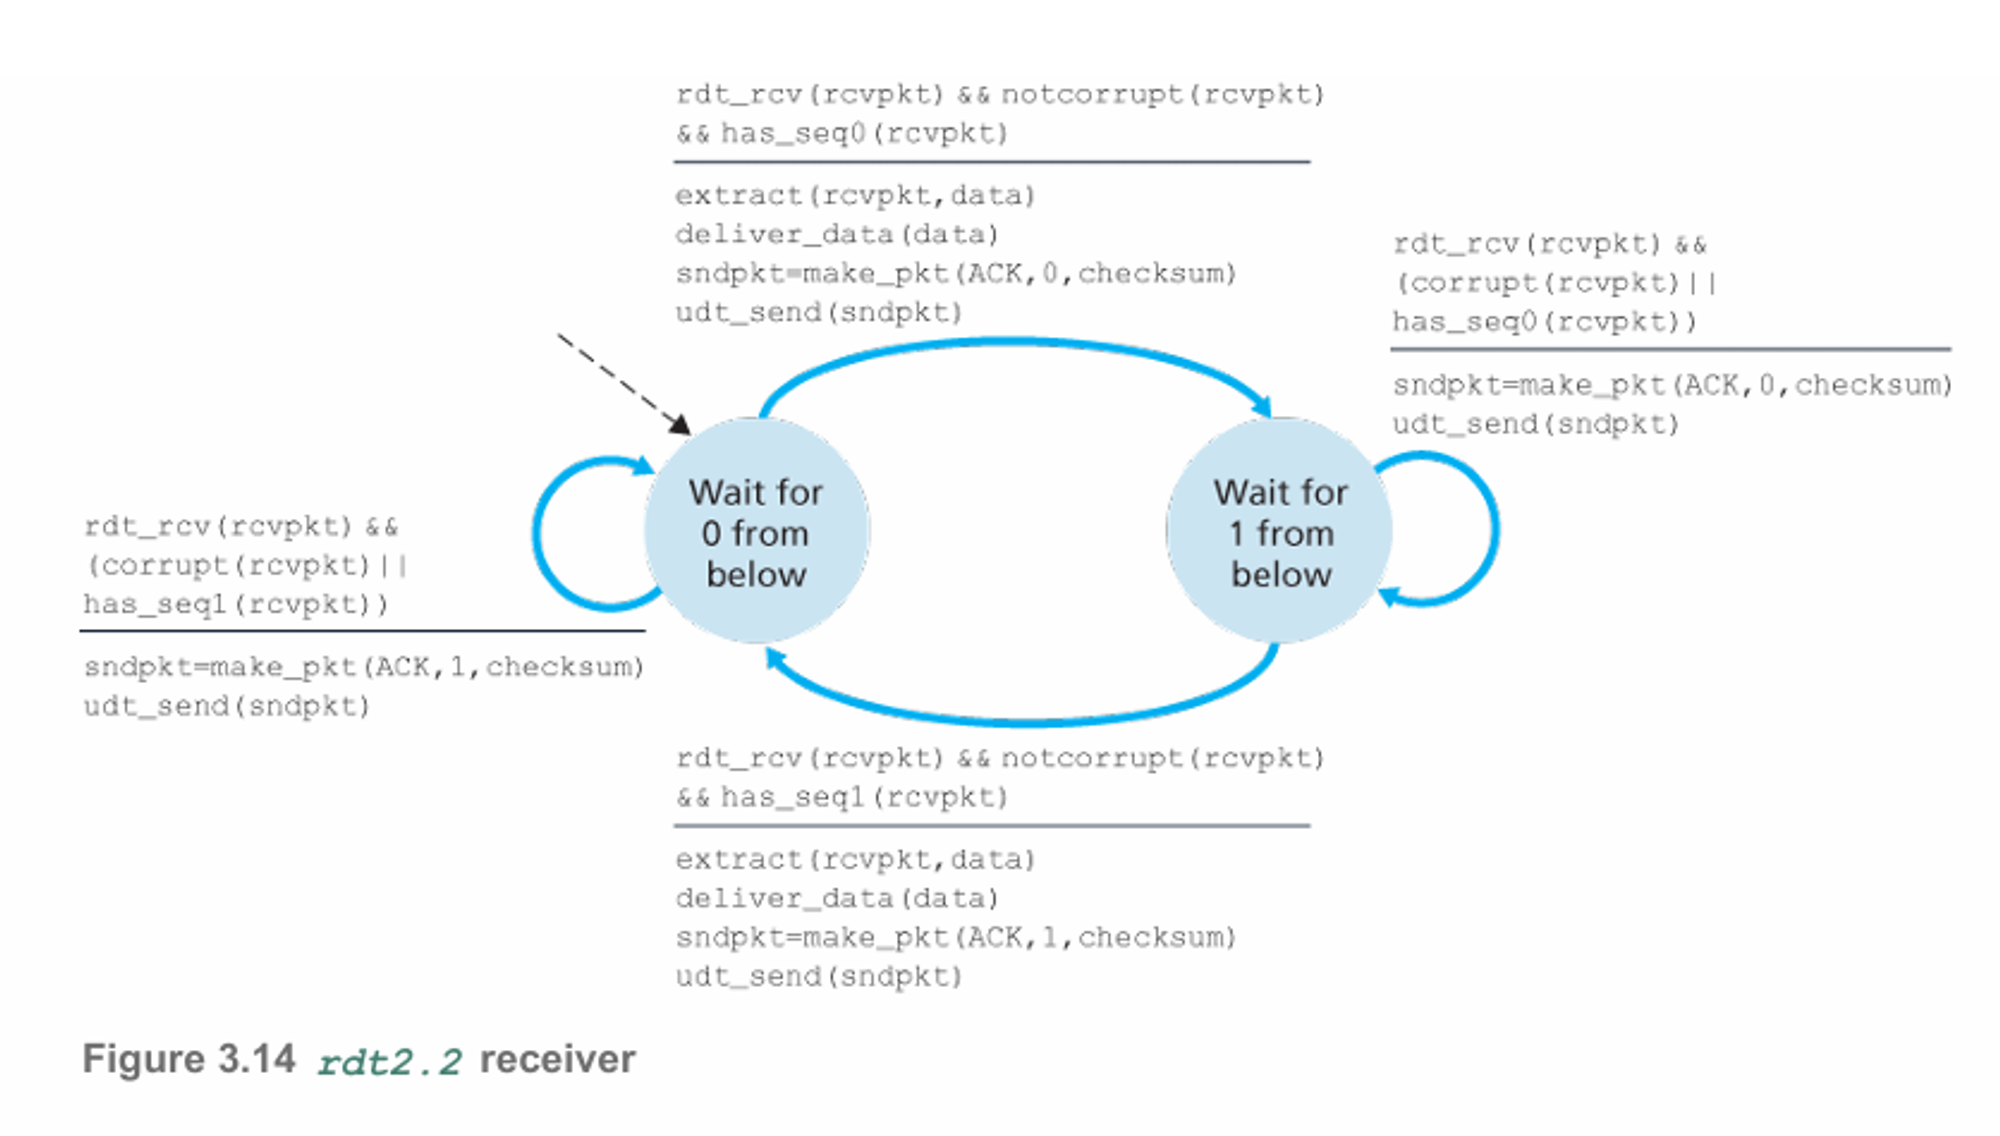 rdt_rcv(rcvpkt) && notcorrupt(rcvpkt)
&& has_seq0(rcvpkt)
extract(rcvpkt,data)
deliver_data(data)
sndpkt=make_pkt(ACK,0,checksum)
udt_send(sndpkt)
rdt_rcv(rcvpkt) &&
(corrupt(rcvpkt)||
has_seq0(rcvpkt))
sndpkt=make_pkt(ACK,0,checksum)
udt_send(sndpkt)
Wait for
0 from
below
Wait for
1 from
below
rdt_rcv(rcvpkt) &&
(corrupt(rcvpkt)||
has_seq1(rcvpkt))
sndpkt=make_pkt(ACK,1,checksum)
udt_send(sndpkt)
rdt_rcv(rcvpkt) && notcorrupt(rcvpkt)
&& has_seq1(rcvpkt)
extract(rcvpkt,data)
deliver_data(data)
sndpkt=make_pkt(ACK,1,checksum)
udt_send(sndpkt)
Figure 3.14 rdt2.2 receiver